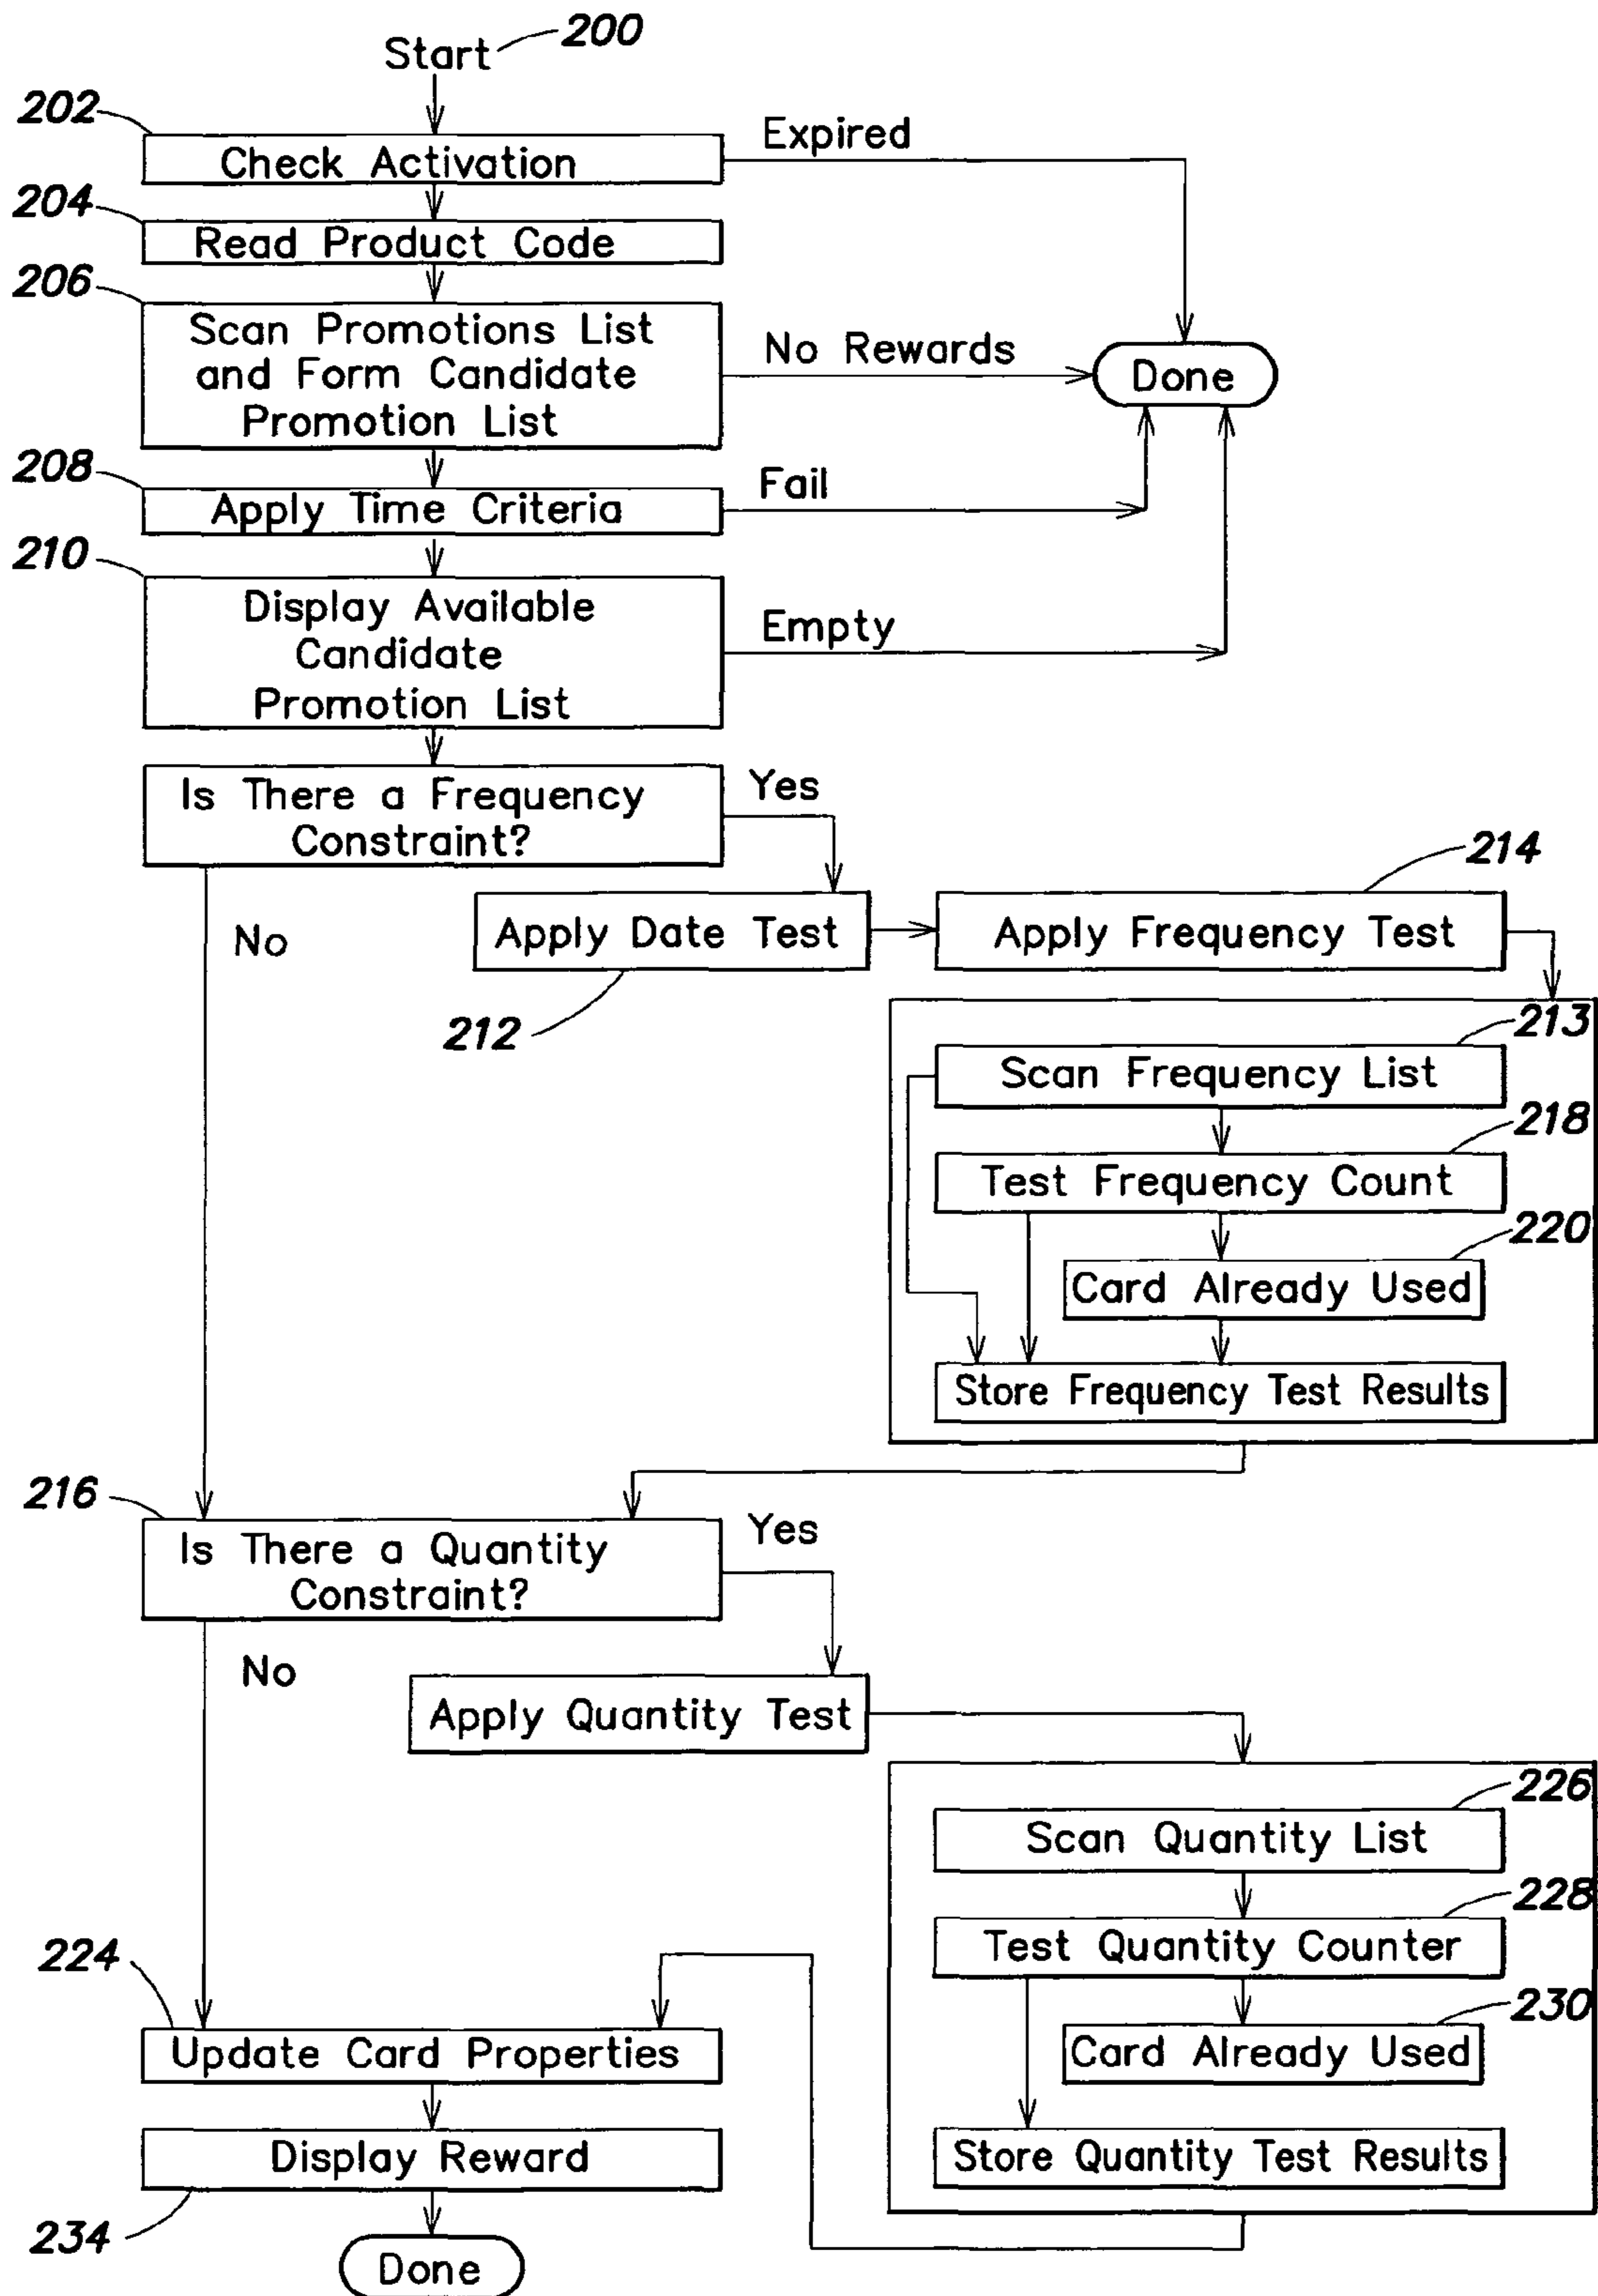 Start 200
202
Check Activation
Expired
204
Read Product Code
206
Scan Promotions List
and Form Candidate
Promotion List
No Rewards
Done
208
Apply Time Criteria
Fail
210
Display Available
Candidate
Promotion List
Empty
Is There a Frequency
Constraint?
Yes
No
Apply Date Test
212
214
Apply Frequency Test
213
Scan Frequency List
218
Test Frequency Count
220
Card Already Used
Store Frequency Test Results
216
Is There a Quantity
Constraint?
Yes
No
Apply Quantity Test
226
Scan Quantity List
228
Test Quantity Counter
230
Card Already Used
Store Quantity Test Results
224
Update Card Properties
Display Reward
234
Done